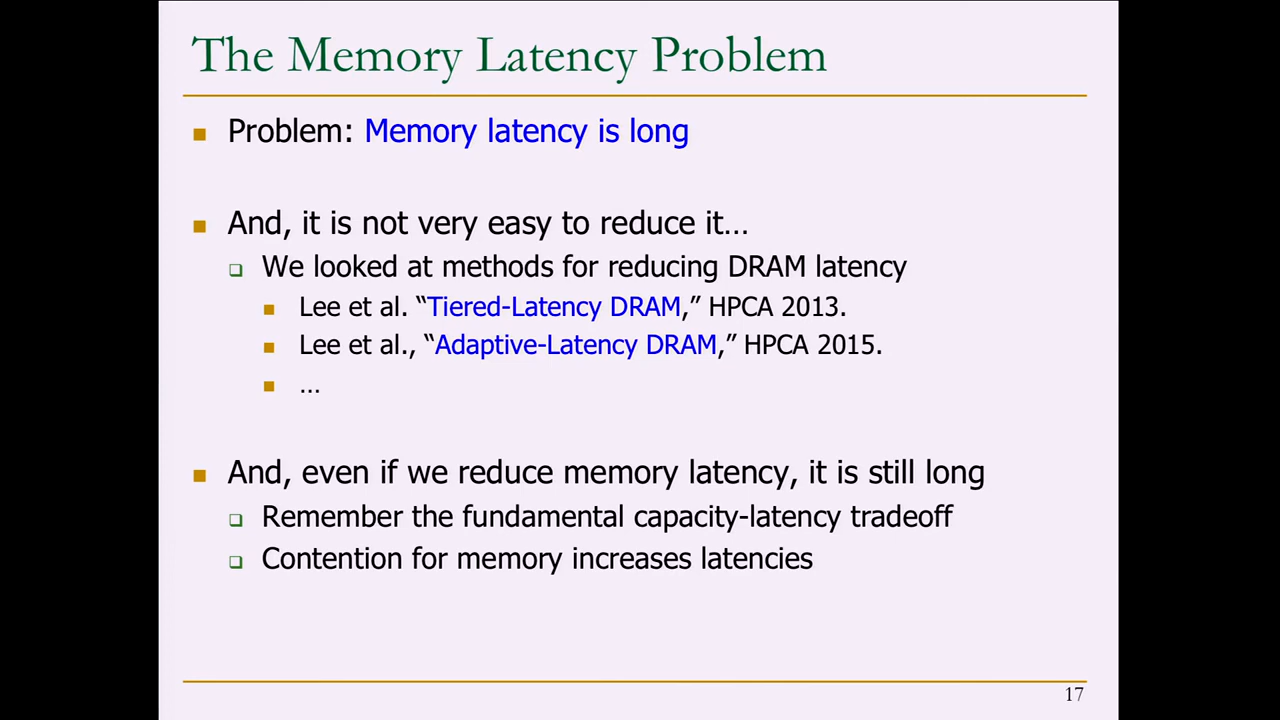 The Memory Latency Problem
Problem: Memory latency is long
And, it is not very easy to reduce it…
We looked at methods for reducing DRAM latency
Lee et al. “Tiered-Latency DRAM,” HPCA 2013.
Lee et al., “Adaptive-Latency DRAM,” HPCA 2015.
…
And, even if we reduce memory latency, it is still long
Remember the fundamental capacity-latency tradeoff
Contention for memory increases latencies
17